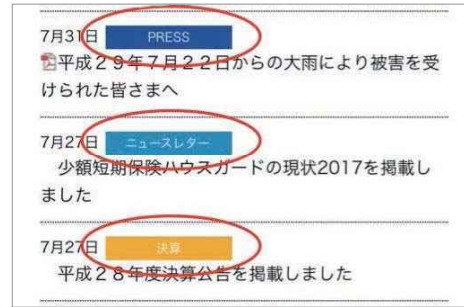 7月31日 PRESS
平成２９年７月２２日からの大雨により被害を受
けられた皆さまへ
7月27日 ニュースレター
少額短期保険ハウスガードの現状2017を掲載し
ました
7月27日 決算
平成２８年度決算公告を掲載しました